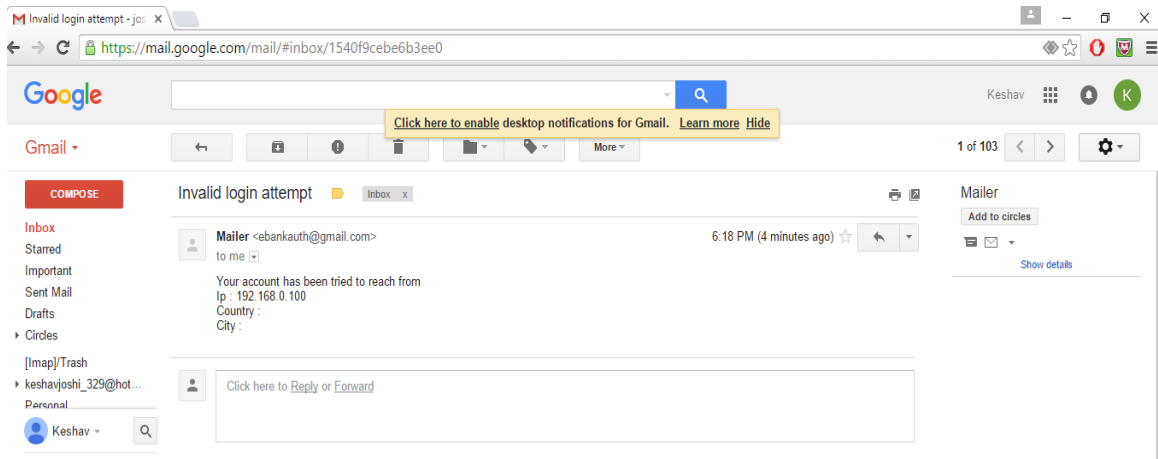 Invalid login attempt - jos
https://mail.google.com/mail/#inbox/1540f9cebe6b3ee0
Google
Keshav
K
Click here to enable desktop notifications for Gmail. Learn more Hide
Gmail
More
1 of 103
COMPOSE
Invalid login attempt
Inbox x
Mailer
Add to circles
Show details
Inbox
Starred
Important
Sent Mail
Drafts
Circles
[Imap]/Trash
keshavjoshi_329@hot...
Personal
Keshav
Mailer <ebankauth@gmail.com>
6:18 PM (4 minutes ago)
to me
Your account has been tried to reach from
Ip : 192.168.0.100
Country :
City :
Click here to Reply or Forward